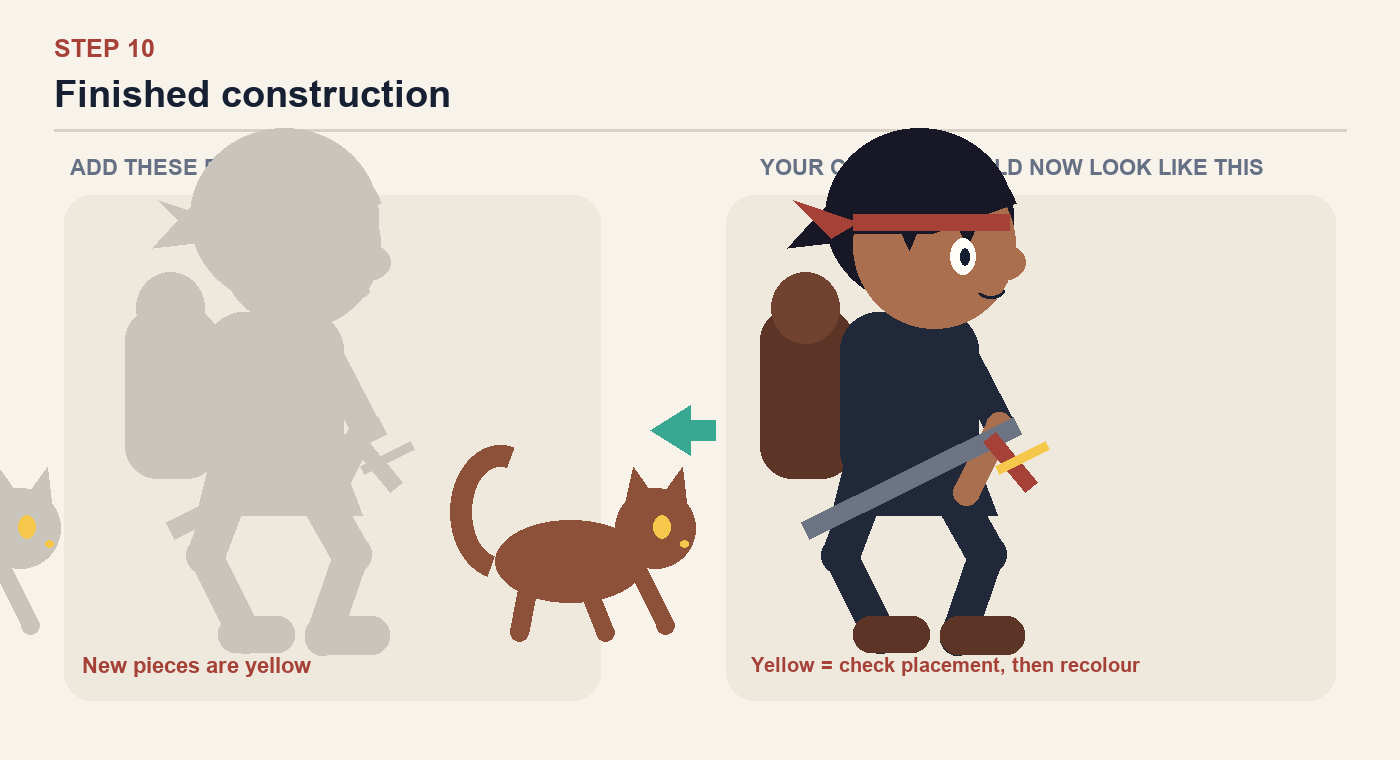 STEP 10
Finished construction
ADD THESE
YOUR NOW LOOK LIKE THIS
New pieces are yellow
Yellow = check placement, then recolour